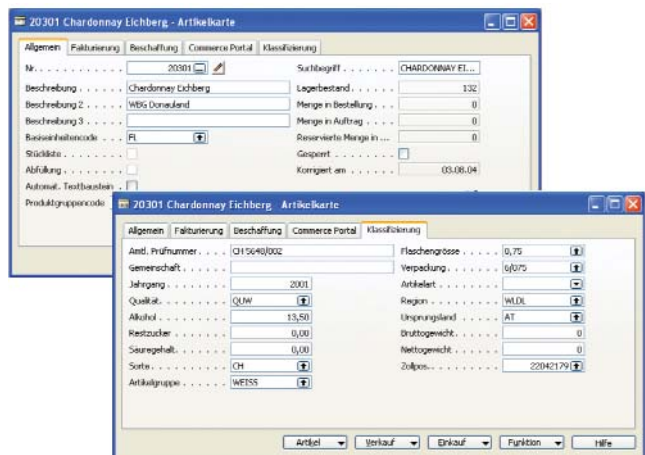 20301 Chardonnay Eichberg - Artikelkarte
Allgemein Fakturierung Beschaffung Commerce Portal Klassifizierung
Nr. 20301 Suchbegriff CHARDONNAY EI...
Beschreibung Chardonnay Eichberg Lagerbestand 132
Beschreibung 2 WBG Donauland Menge in Bestellung 0
Beschreibung 3 Menge in Auftrag 0
Basiseinheitencode FL Reservierte Menge in ... 0
Stückliste Gesperrt
Abfüllung Korrigiert am 03.08.04
Automat. Textbaustein
Produktgruppencode
20301 Chardonnay Eichberg - Artikelkarte
Allgemein Fakturierung Beschaffung Commerce Portal Klassifizierung
Amtl. Prüfnummer CH 5648/002 Flaschengrösse 0,75
Gemeinschaft Verpackung 6/075
Jahrgang 2001 Artikelart
Qualität QUW Region WLDL
Alkohol 13,50 Ursprungsland AT
Restzucker 0,00 Bruttogewicht 0
Säuregehalt 0,00 Nettogewicht 0
Sorte CH Zollpos. 22042179
Artikelgruppe WEISS
Artikel Verkauf Einkauf Funktion Hilfe